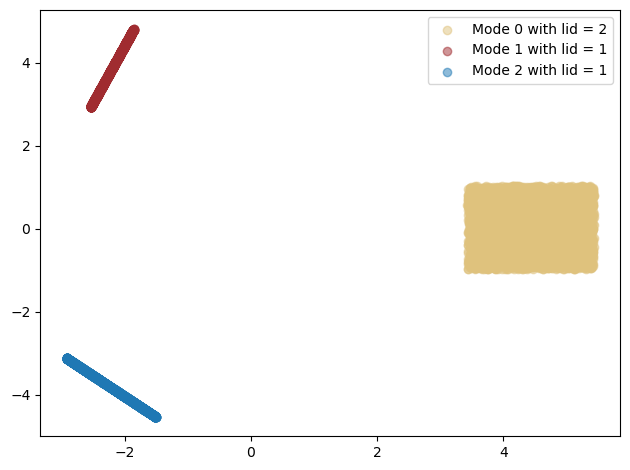 Mode 0 with lid = 2
Mode 1 with lid = 1
Mode 2 with lid = 1
4
2
0
−2
−4
−2 0 2 4